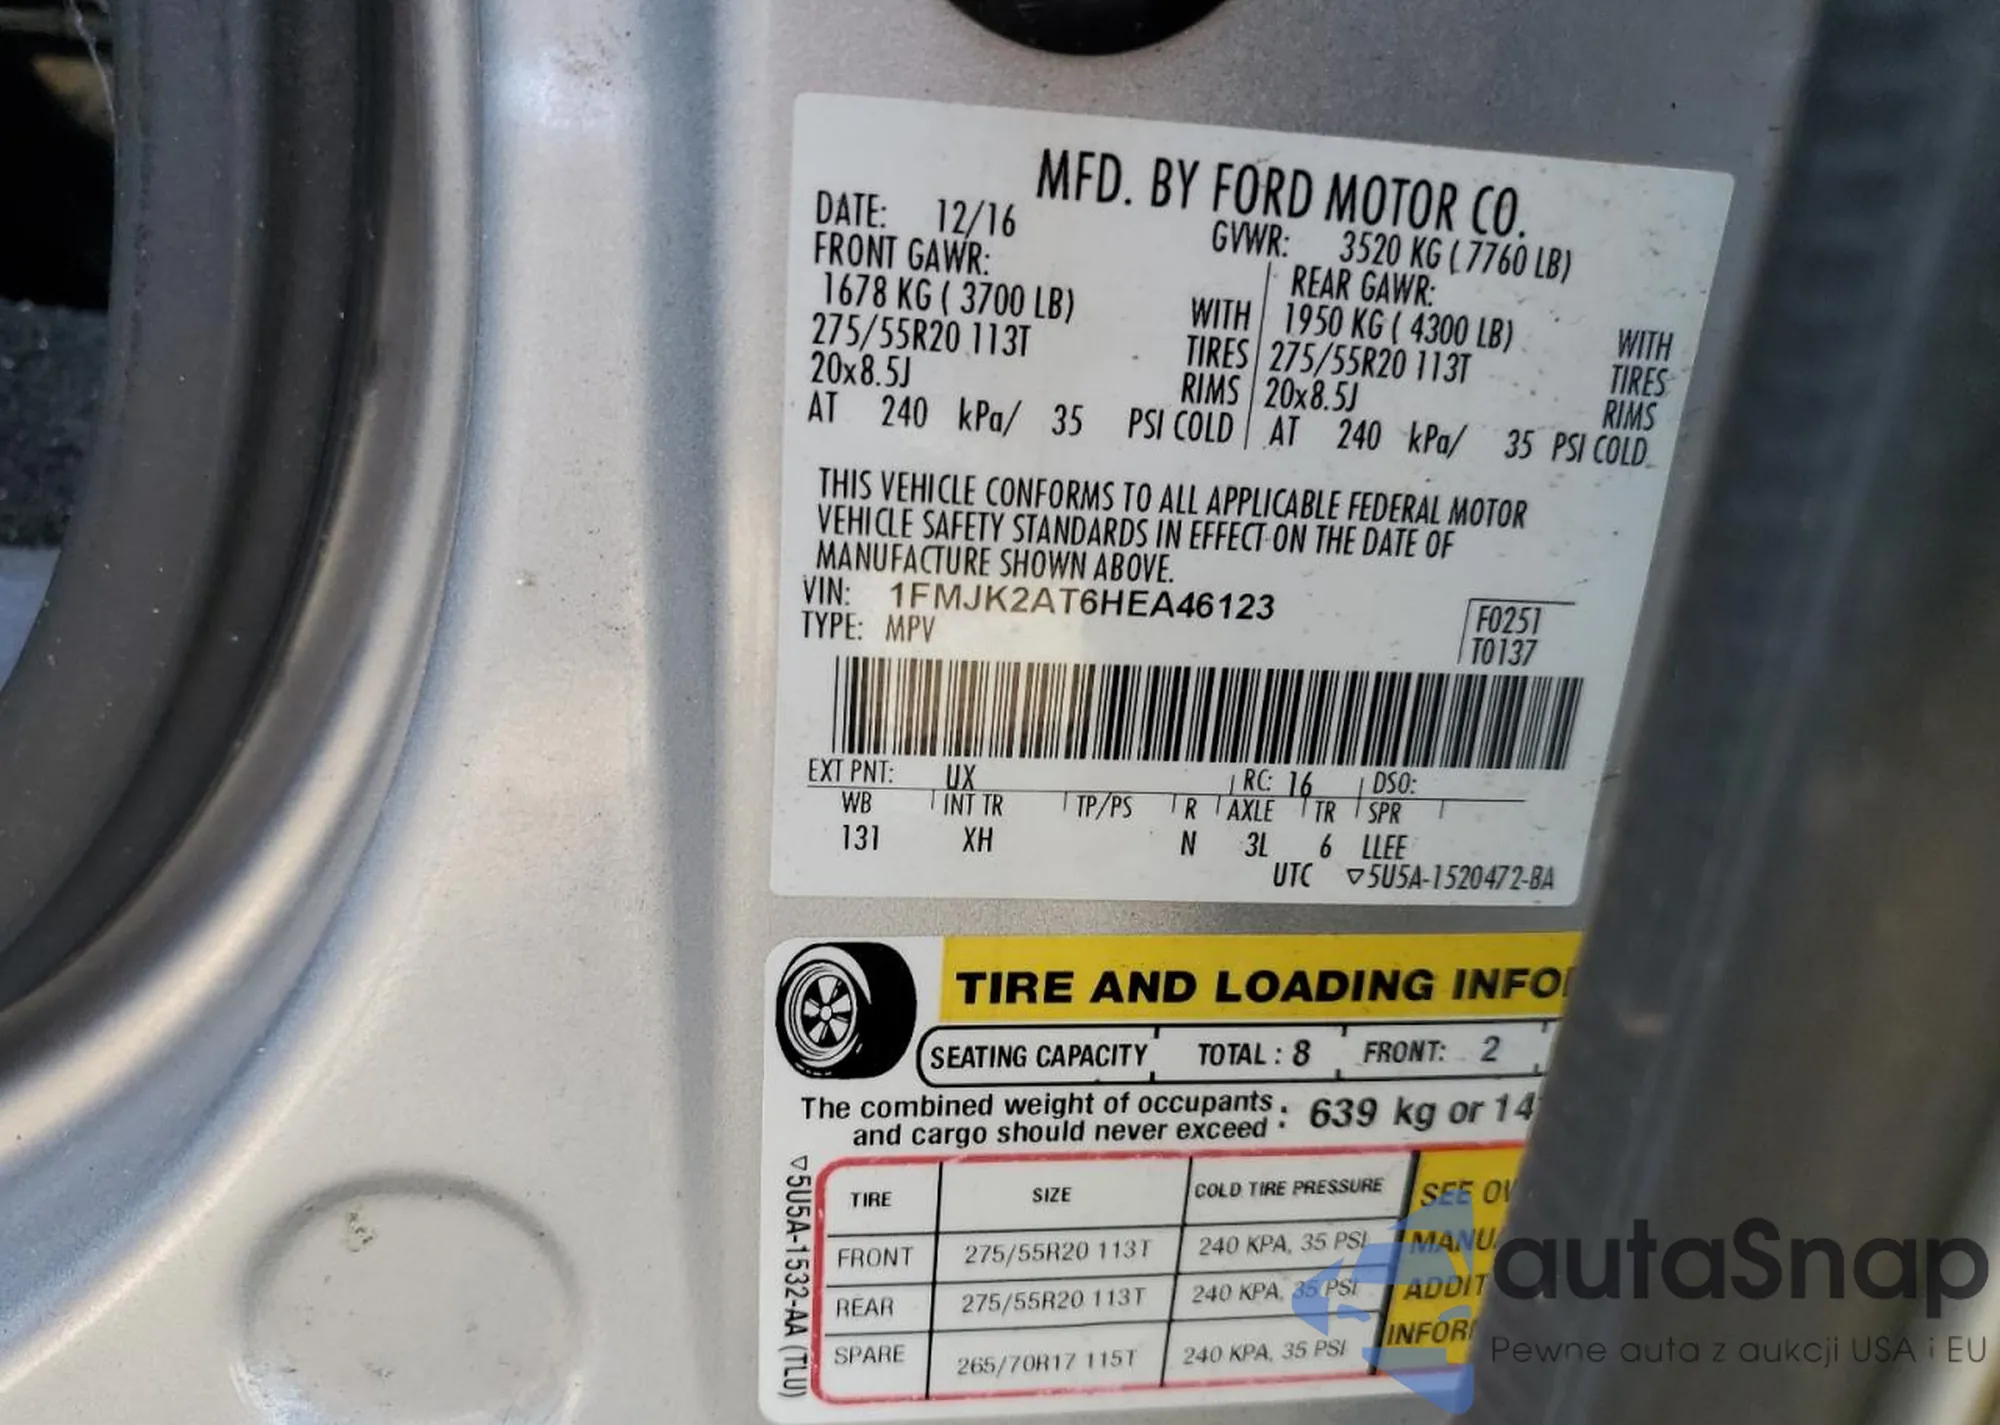 MFD. BY FORD MOTOR CO.
DATE: 12/16 GVWR: 3520 KG ( 7760 LB)
FRONT GAWR: REAR GAWR:
1678 KG ( 3700 LB) WITH 1950 KG ( 4300 LB) WITH
275/55R20 113T TIRES 275/55R20 113T TIRES
20x8.5J RIMS 20x8.5J RIMS
AT 240 kPa/ 35 PSI COLD AT 240 kPa/ 35 PSI COLD
THIS VEHICLE CONFORMS TO ALL APPLICABLE FEDERAL MOTOR
VEHICLE SAFETY STANDARDS IN EFFECT ON THE DATE OF
MANUFACTURE SHOWN ABOVE.
VIN: 1FMJK2AT6HEA46123
TYPE: MPV
F0251
T0137
EXT PNT: UX RC: 16 DSO:
WB INT TR TP/PS R AXLE TR SPR
131 XH N 3L 6 LLEE
UTC ▽5U5A-1520472-BA
TIRE AND LOADING INFO
SEATING CAPACITY TOTAL : 8 FRONT: 2
The combined weight of occupants
and cargo should never exceed : 639 kg or 14
TIRE SIZE COLD TIRE PRESSURE
FRONT 275/55R20 113T 240 KPA, 35 PSI
REAR 275/55R20 113T 240 KPA, 35 PSI
SPARE 265/70R17 115T 240 KPA, 35 PSI
SEE
MANU
ADDIT
INFOR
▽5U5A-1532-AA (TLU)
autaSnap
Pewne auta z aukcji USA i EU